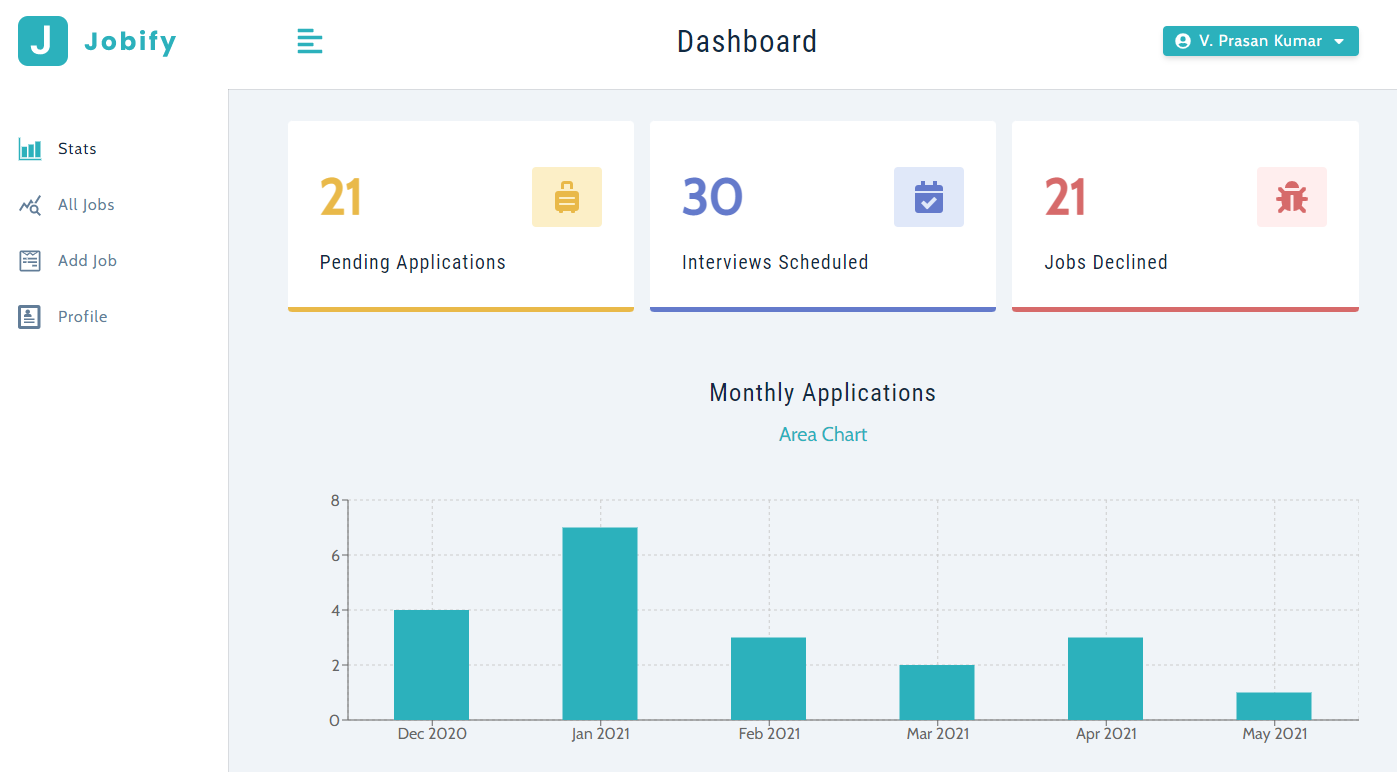 J Jobify
Dashboard
V. Prasan Kumar
Stats
All Jobs
Add Job
Profile
21
Pending Applications
30
Interviews Scheduled
21
Jobs Declined
Monthly Applications
Area Chart
8
6
4
2
0
Dec 2020 Jan 2021 Feb 2021 Mar 2021 Apr 2021 May 2021